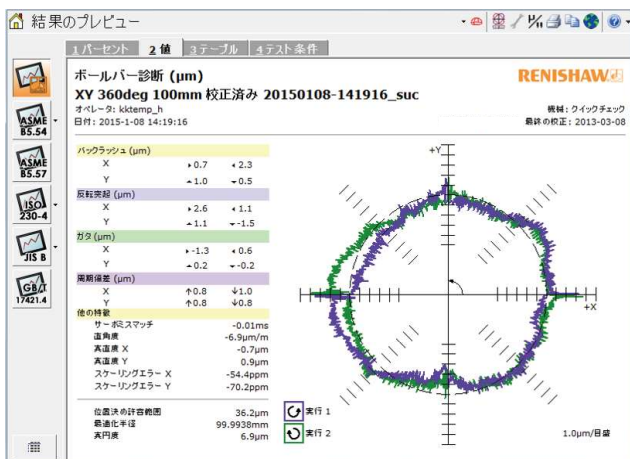 結果のプレビュー
1 パーセント 2 値 3 テーブル 4 テスト条件
ボールバー診断 (μm)
RENISHAW
XY 360deg 100mm 校正済み 20150108-141916_suc
オペレータ: kktemp_h
機械: クイックチェック
日付: 2015-1-08 14:19:16
最終の校正: 2013-03-08
ASME B5.54
ASME B5.57
ISO 230-4
JIS B
GB/T 17421.4
バックラッシュ (μm)
X 0.7 2.3
Y 1.0 -0.5
反転突起 (μm)
X 2.6 1.1
Y 1.1 -1.5
ガタ (μm)
X -1.3 0.6
Y 0.2 -0.2
周期偏差 (μm)
X ↑0.8 ↓1.0
Y ↑0.8 ↓0.8
他の特徴
サーボミスマッチ -0.01ms
直角度 -6.9μm/m
真直度 X -0.7μm
真直度 Y 0.9μm
スケーリングエラー X -54.4ppm
スケーリングエラー Y -70.2ppm
位置決め許容範囲 36.2μm
最適化半径 99.9938mm
真円度 6.9μm
+Y
+X
実行 1
実行 2
1.0μm/目盛